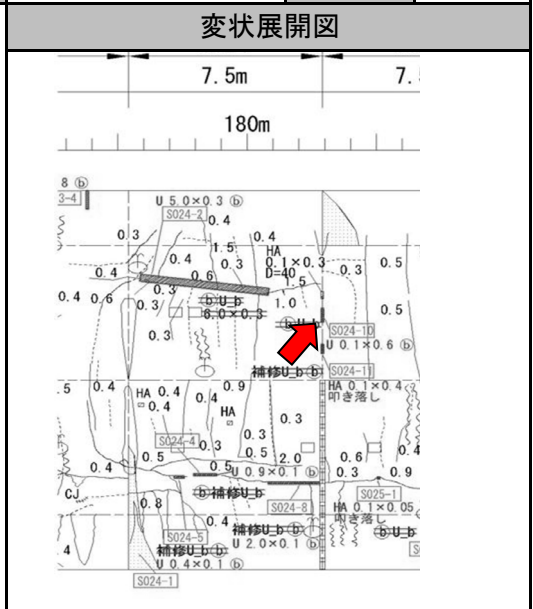 変状展開図
7.5m
7.
180m
8 ⓑ
3-4
U 5.0×0.3 ⓑ
S024-2
0.4
0.3
0.4
1.5
HA
0.1×0.3
D=40
0.3
0.5
0.4
0.4
0.6
0.3
1.5
0.4
0.6
0.3
0.3
ⓑU_b
6.0×0.3
1.0
0.5
0.3
ⓑU_b
S024-10
U 0.1×0.6 ⓑ
補修U_b ⓑ
S024-11
.5
0.4
HA
0.4
0.4
0.4
0.9
HA
HA 0.1×0.4
叩き落し
0.3
0.3
S024-4
0.3
0.5
0.5
2.0
0.6
0.4
0.4
0.5
U 0.9×0.1 ⓑ
0.3
0.9
CJ
ⓑ補修U_b
S025-1
0.8
S024-8
HA 0.1×0.05
叩き落し
0.4
補修U_b ⓑ
ⓑU_b
4
S024-5
補修U_b ⓑ
U 2.0×0.1 ⓑ
S
U 0.4×0.1 ⓑ
S024-1